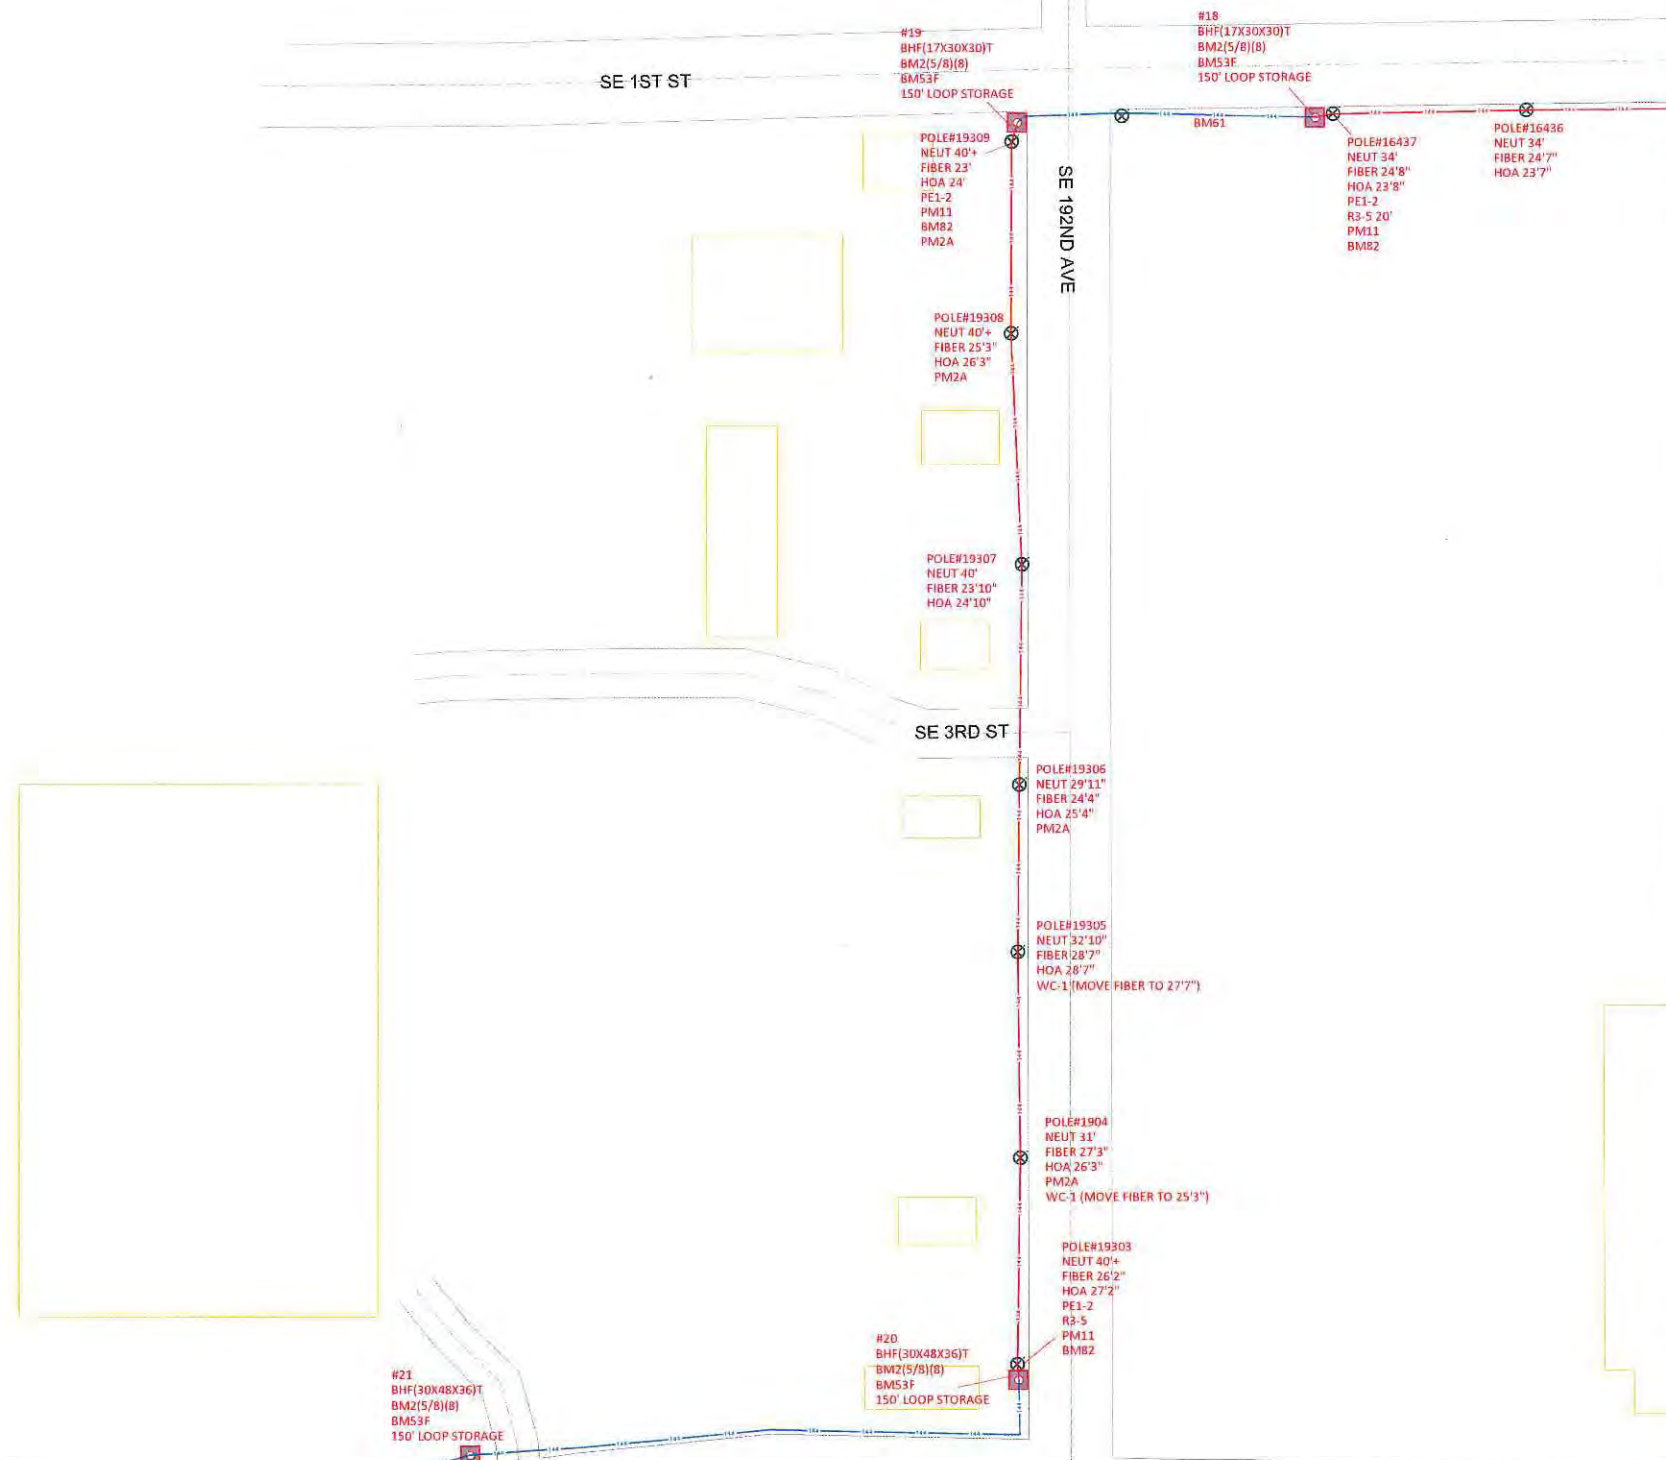 #18
BHF(17X30X30)T
BM2(5/8)(8)
BM53F
150' LOOP STORAGE
#19
BHF(17X30X30)T
BM2(5/8)(8)
BM53F
150' LOOP STORAGE
SE 1ST ST
BM61
POLE#16436
NEUT 34'
FIBER 24'7"
HOA 23'7"
POLE#16437
NEUT 34'
FIBER 24'8"
HOA 23'8"
PE1-2
R3-5 20'
PM11
BM82
POLE#19309
NEUT 40'+
FIBER 23'
HOA 24'
PE1-2
PM11
BM82
PM2A
SE 192ND AVE
POLE#19308
NEUT 40'+
FIBER 25'3"
HOA 26'3"
PM2A
POLE#19307
NEUT 40'
FIBER 23'10"
HOA 24'10"
SE 3RD ST
POLE#19306
NEUT 29'11"
FIBER 24'4"
HOA 25'4"
PM2A
POLE#19305
NEUT 32'10"
FIBER 28'7"
HOA 28'7"
WC-1 (MOVE FIBER TO 27'7")
POLE#1904
NEUT 31'
FIBER 27'3"
HOA 26'3"
PM2A
WC-1 (MOVE FIBER TO 25'3")
POLE#19303
NEUT 40'+
FIBER 26'2"
HOA 27'2"
PE1-2
R3-5
PM11
BM82
#20
BHF(30X48X36)T
BM2(5/8)(8)
BM53F
150' LOOP STORAGE
#21
BHF(30X48X36)T
BM2(5/8)(8)
BM53F
150' LOOP STORAGE